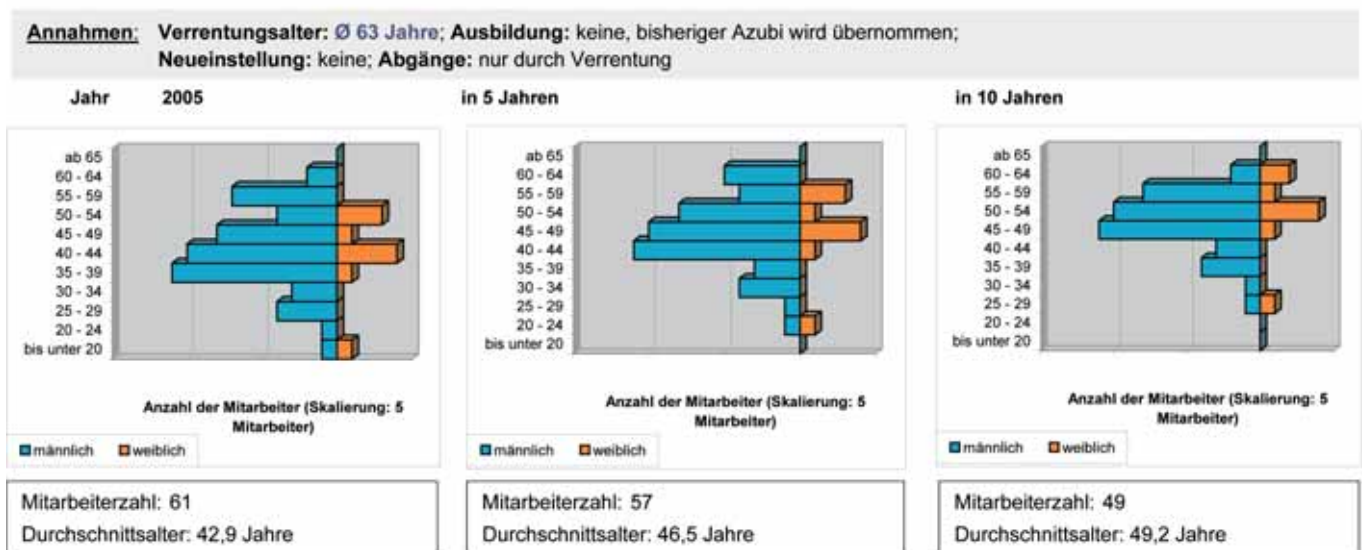 Annahmen: Verrentungsalter: Ø 63 Jahre; Ausbildung: keine, bisheriger Azubi wird übernommen;
Neueinstellung: keine; Abgänge: nur durch Verrentung
Jahr 2005
in 5 Jahren
in 10 Jahren
ab 65
60 - 64
55 - 59
50 - 54
45 - 49
40 - 44
35 - 39
30 - 34
25 - 29
20 - 24
bis unter 20
Anzahl der Mitarbeiter (Skalierung: 5
Mitarbeiter)
männlich weiblich
Mitarbeiterzahl: 61
Durchschnittsalter: 42,9 Jahre
ab 65
60 - 64
55 - 59
50 - 54
45 - 49
40 - 44
35 - 39
30 - 34
25 - 29
20 - 24
bis unter 20
Anzahl der Mitarbeiter (Skalierung: 5
Mitarbeiter)
männlich weiblich
Mitarbeiterzahl: 57
Durchschnittsalter: 46,5 Jahre
ab 65
60 - 64
55 - 59
50 - 54
45 - 49
40 - 44
35 - 39
30 - 34
25 - 29
20 - 24
bis unter 20
Anzahl der Mitarbeiter (Skalierung: 5
Mitarbeiter)
männlich weiblich
Mitarbeiterzahl: 49
Durchschnittsalter: 49,2 Jahre